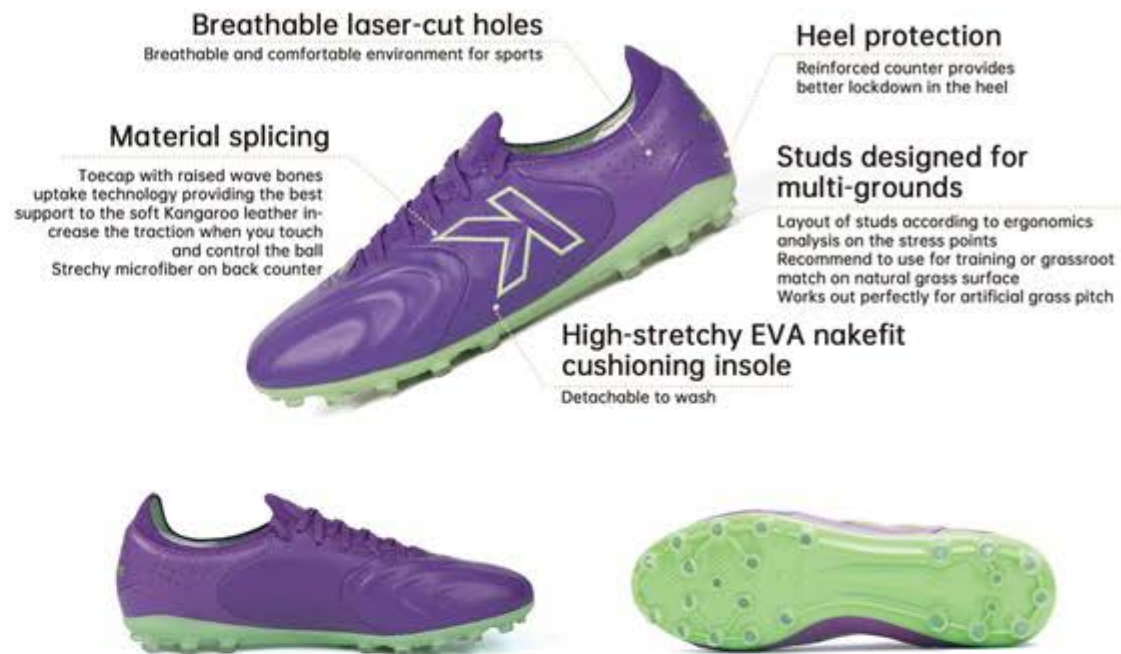 Breathable laser-cut holes
Breathable and comfortable environment for sports
Heel protection
Reinforced counter provides
better lockdown in the heel
Material splicing
Toecap with raised wave bones
uptake technology providing the best
support to the soft Kangaroo leather in-
crease the traction when you touch
and control the ball
Strechy microfiber on back counter
Studs designed for
multi-grounds
Layout of studs according to ergonomics
analysis on the stress points
Recommend to use for training or grassroot
match on natural grass surface
Works out perfectly for artificial grass pitch
High-stretchy EVA nakefit
cushioning insole
Detachable to wash